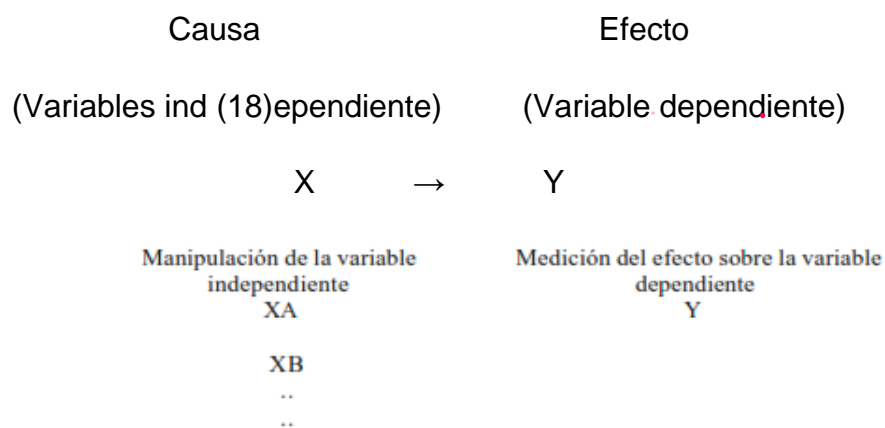 Causa Efecto
(Variables ind (18)ependiente) (Variable dependiente)
X → Y
Manipulación de la variable Medición del efecto sobre la variable
independiente dependiente
XA Y
XB
..
..